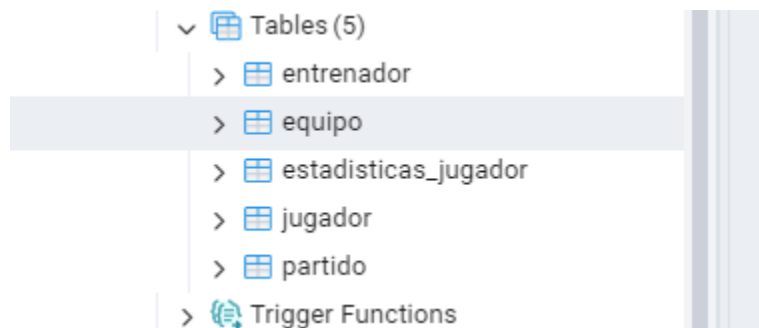 Tables (5)
entrenador
equipo
estadisticas_jugador
jugador
partido
Trigger Functions